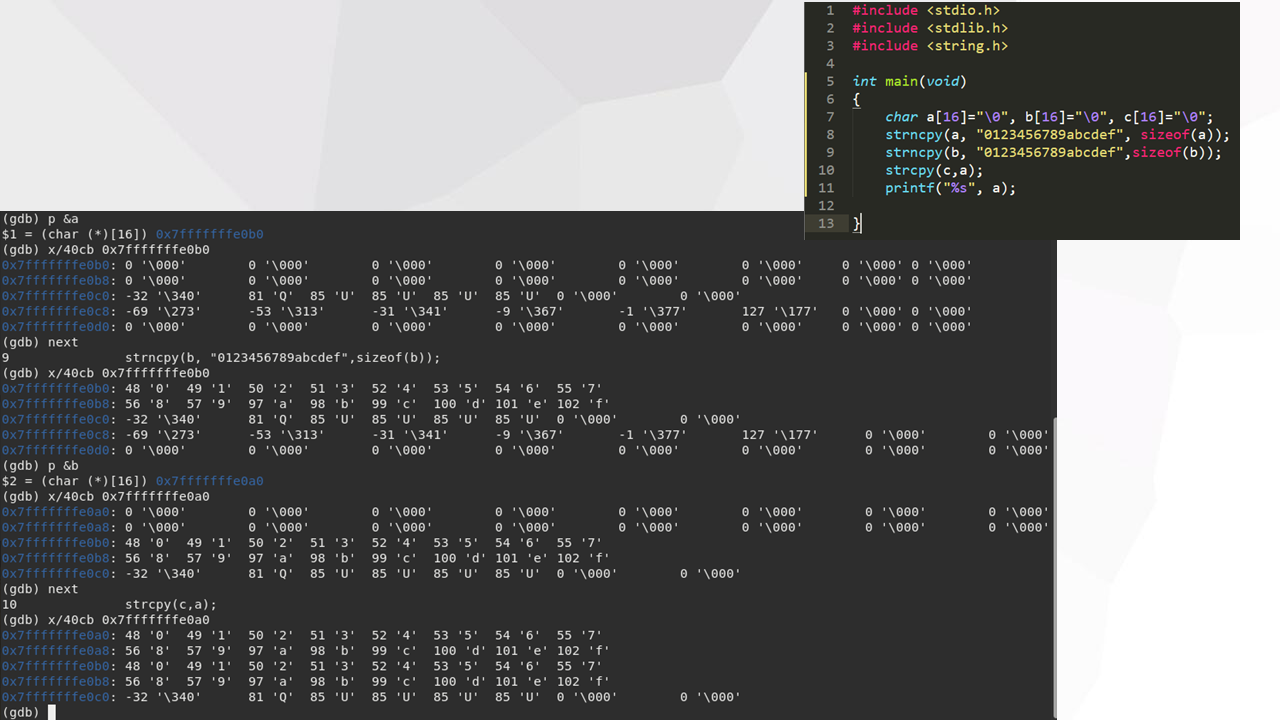 1 #include <stdio.h>
2 #include <stdlib.h>
3 #include <string.h>
4
5 int main(void)
6 {
7 char a[16]="\0", b[16]="\0", c[16]="\0";
8 strncpy(a, "0123456789abcdef", sizeof(a));
9 strncpy(b, "0123456789abcdef",sizeof(b));
10 strcpy(c,a);
11 printf("%s", a);
12
13 }
(gdb) p &a
$1 = (char (*)[16]) 0x7fffffffe0b0
(gdb) x/40cb 0x7fffffffe0b0
0x7fffffffe0b0: 0 '\000' 0 '\000' 0 '\000' 0 '\000' 0 '\000' 0 '\000' 0 '\000' 0 '\000'
0x7fffffffe0b8: 0 '\000' 0 '\000' 0 '\000' 0 '\000' 0 '\000' 0 '\000' 0 '\000' 0 '\000'
0x7fffffffe0c0: -32 '\340' 81 'Q' 85 'U' 85 'U' 85 'U' 85 'U' 0 '\000' 0 '\000'
0x7fffffffe0c8: -69 '\273' -53 '\313' -31 '\341' -9 '\367' -1 '\377' 127 '\177' 0 '\000' 0 '\000'
0x7fffffffe0d0: 0 '\000' 0 '\000' 0 '\000' 0 '\000' 0 '\000' 0 '\000' 0 '\000' 0 '\000'
(gdb) next
9 strncpy(b, "0123456789abcdef",sizeof(b));
(gdb) x/40cb 0x7fffffffe0b0
0x7fffffffe0b0: 48 '0' 49 '1' 50 '2' 51 '3' 52 '4' 53 '5' 54 '6' 55 '7'
0x7fffffffe0b8: 56 '8' 57 '9' 97 'a' 98 'b' 99 'c' 100 'd' 101 'e' 102 'f'
0x7fffffffe0c0: -32 '\340' 81 'Q' 85 'U' 85 'U' 85 'U' 85 'U' 0 '\000' 0 '\000'
0x7fffffffe0c8: -69 '\273' -53 '\313' -31 '\341' -9 '\367' -1 '\377' 127 '\177' 0 '\000' 0 '\000'
0x7fffffffe0d0: 0 '\000' 0 '\000' 0 '\000' 0 '\000' 0 '\000' 0 '\000' 0 '\000' 0 '\000'
(gdb) p &b
$2 = (char (*)[16]) 0x7fffffffe0a0
(gdb) x/40cb 0x7fffffffe0a0
0x7fffffffe0a0: 0 '\000' 0 '\000' 0 '\000' 0 '\000' 0 '\000' 0 '\000' 0 '\000' 0 '\000'
0x7fffffffe0a8: 0 '\000' 0 '\000' 0 '\000' 0 '\000' 0 '\000' 0 '\000' 0 '\000' 0 '\000'
0x7fffffffe0b0: 48 '0' 49 '1' 50 '2' 51 '3' 52 '4' 53 '5' 54 '6' 55 '7'
0x7fffffffe0b8: 56 '8' 57 '9' 97 'a' 98 'b' 99 'c' 100 'd' 101 'e' 102 'f'
0x7fffffffe0c0: -32 '\340' 81 'Q' 85 'U' 85 'U' 85 'U' 85 'U' 0 '\000' 0 '\000'
(gdb) next
10 strcpy(c,a);
(gdb) x/40cb 0x7fffffffe0a0
0x7fffffffe0a0: 48 '0' 49 '1' 50 '2' 51 '3' 52 '4' 53 '5' 54 '6' 55 '7'
0x7fffffffe0a8: 56 '8' 57 '9' 97 'a' 98 'b' 99 'c' 100 'd' 101 'e' 102 'f'
0x7fffffffe0b0: 48 '0' 49 '1' 50 '2' 51 '3' 52 '4' 53 '5' 54 '6' 55 '7'
0x7fffffffe0b8: 56 '8' 57 '9' 97 'a' 98 'b' 99 'c' 100 'd' 101 'e' 102 'f'
0x7fffffffe0c0: -32 '\340' 81 'Q' 85 'U' 85 'U' 85 'U' 85 'U' 0 '\000' 0 '\000'
(gdb)